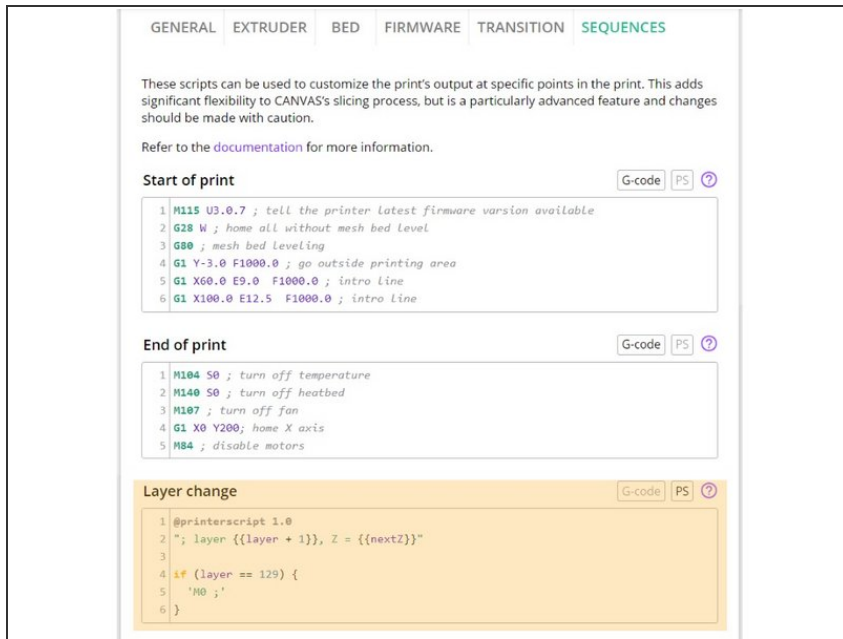 GENERAL EXTRUDER BED FIRMWARE TRANSITION SEQUENCES
These scripts can be used to customize the print's output at specific points in the print. This adds
significant flexibility to CANVAS's slicing process, but is a particularly advanced feature and changes
should be made with caution.
Refer to the documentation for more information.
Start of print G-code PS ?
1 M115 U3.0.7 ; tell the printer latest firmware varsion available
2 G28 W ; home all without mesh bed level
3 G80 ; mesh bed leveling
4 G1 Y-3.0 F1000.0 ; go outside printing area
5 G1 X60.0 E9.0  F1000.0 ; intro line
6 G1 X100.0 E12.5  F1000.0 ; intro line
End of print G-code PS ?
1 M104 S0 ; turn off temperature
2 M140 S0 ; turn off heatbed
3 M107 ; turn off fan
4 G1 X0 Y200; home X axis
5 M84 ; disable motors
Layer change G-code PS ?
1 @printerscript 1.0
2 "; layer {{layer + 1}}, Z = {{nextZ}}"
3
4 if (layer == 129) {
5 'M0 ;'
6 }